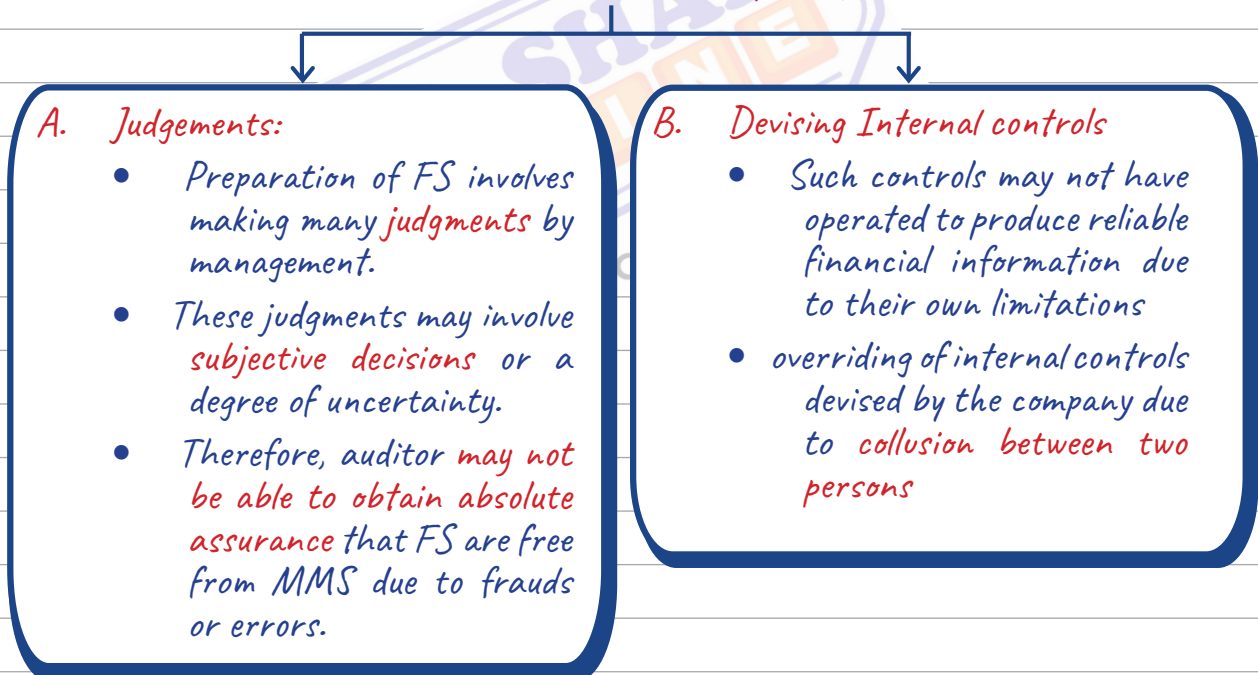 A. Judgements:
• Preparation of FS involves
making many judgments by
management.
• These judgments may involve
subjective decisions or a
degree of uncertainty.
• Therefore, auditor may not
be able to obtain absolute
assurance that FS are free
from MMS due to frauds
or errors.
B. Devising Internal controls
• Such controls may not have
operated to produce reliable
financial information due
to their own limitations
• overriding of internal controls
devised by the company due
to collusion between two
persons